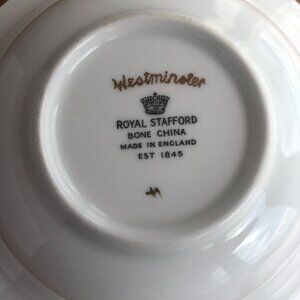 Westminster
ROYAL STAFFORD
BONE CHINA
MADE IN ENGLAND
EST 1845